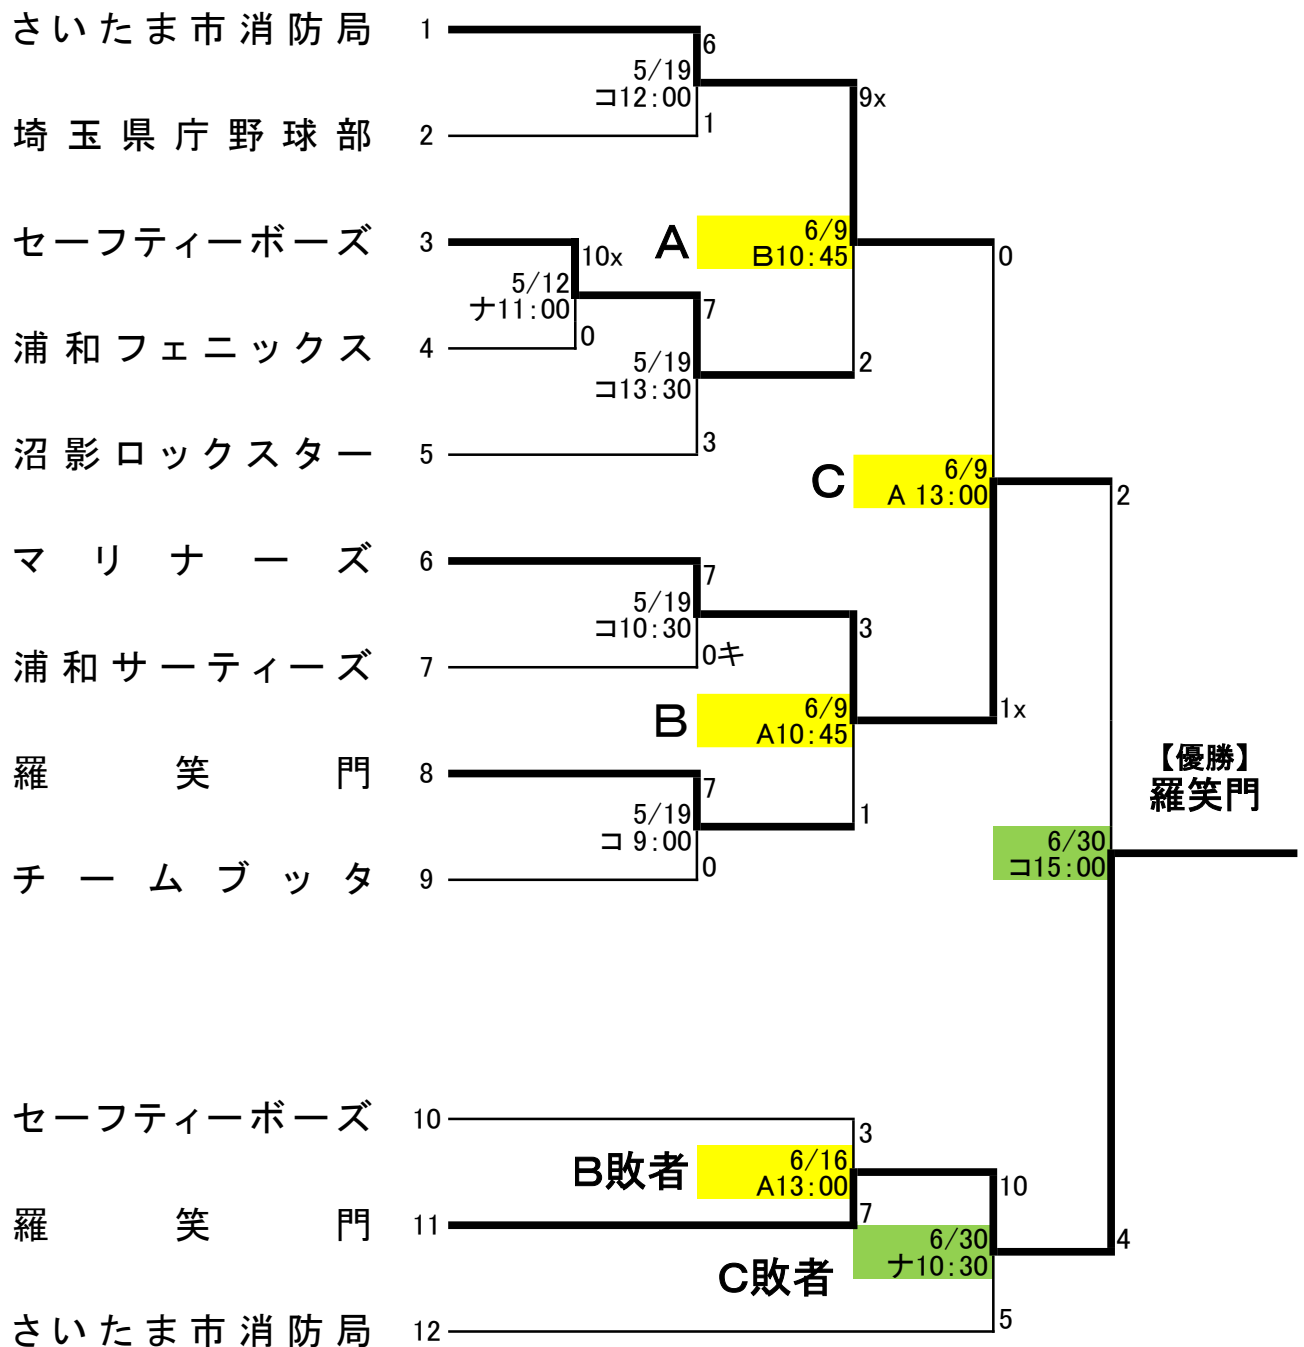 さいたま市消防局 1
6
5/19
コ12:00
9x
埼玉県庁野球部 2
1
セーフティーボーズ 3
10x
A
6/9
B10:45
0
5/12
ナ11:00
7
浦和フェニックス 4
0
5/19
コ13:30
2
沼影ロックスター 5
3
C
6/9
A 13:00
2
マリナーズ 6
7
5/19
コ10:30
3
浦和サーティーズ 7
0キ
B
6/9
A10:45
1x
【優勝】
羅笑門
羅笑門 8
7
5/19
コ 9:00
1
6/30
コ15:00
チームブッタ 9
0
セーフティーボーズ 10
3
B敗者
6/16
A13:00
10
羅笑門 11
7
C敗者
6/30
ナ10:30
4
さいたま市消防局 12
5